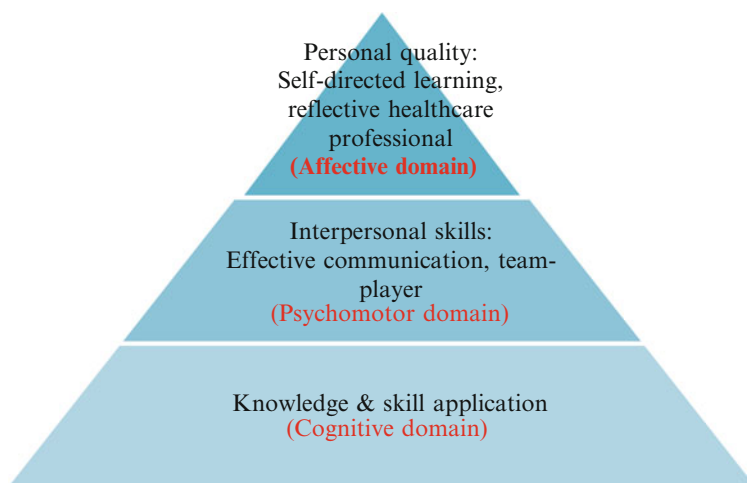 Personal quality:
Self-directed learning,
reflective healthcare
professional
(Affective domain)
Interpersonal skills:
Effective communication, team-
player
(Psychomotor domain)
Knowledge & skill application
(Cognitive domain)